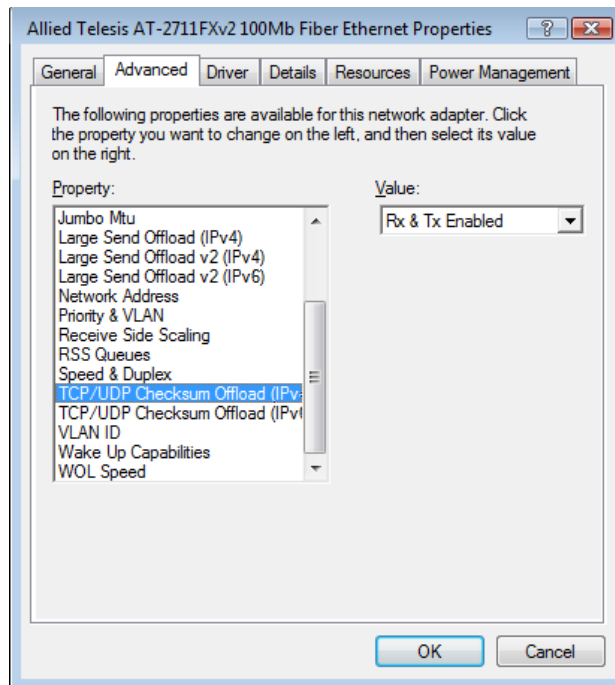 Allied Telesis AT-2711FXv2 100Mb Fiber Ethernet Properties
General Advanced Driver Details Resources Power Management
The following properties are available for this network adapter. Click
the property you want to change on the left, and then select its value
on the right.
Property:
Value:
Jumbo Mtu
Rx & Tx Enabled
Large Send Offload (IPv4)
Large Send Offload v2 (IPv4)
Large Send Offload v2 (IPv6)
Network Address
Priority & VLAN
Receive Side Scaling
RSS Queues
Speed & Duplex
TCP/UDP Checksum Offload (IPv
TCP/UDP Checksum Offload (IPv
VLAN ID
Wake Up Capabilities
WOL Speed
OK Cancel